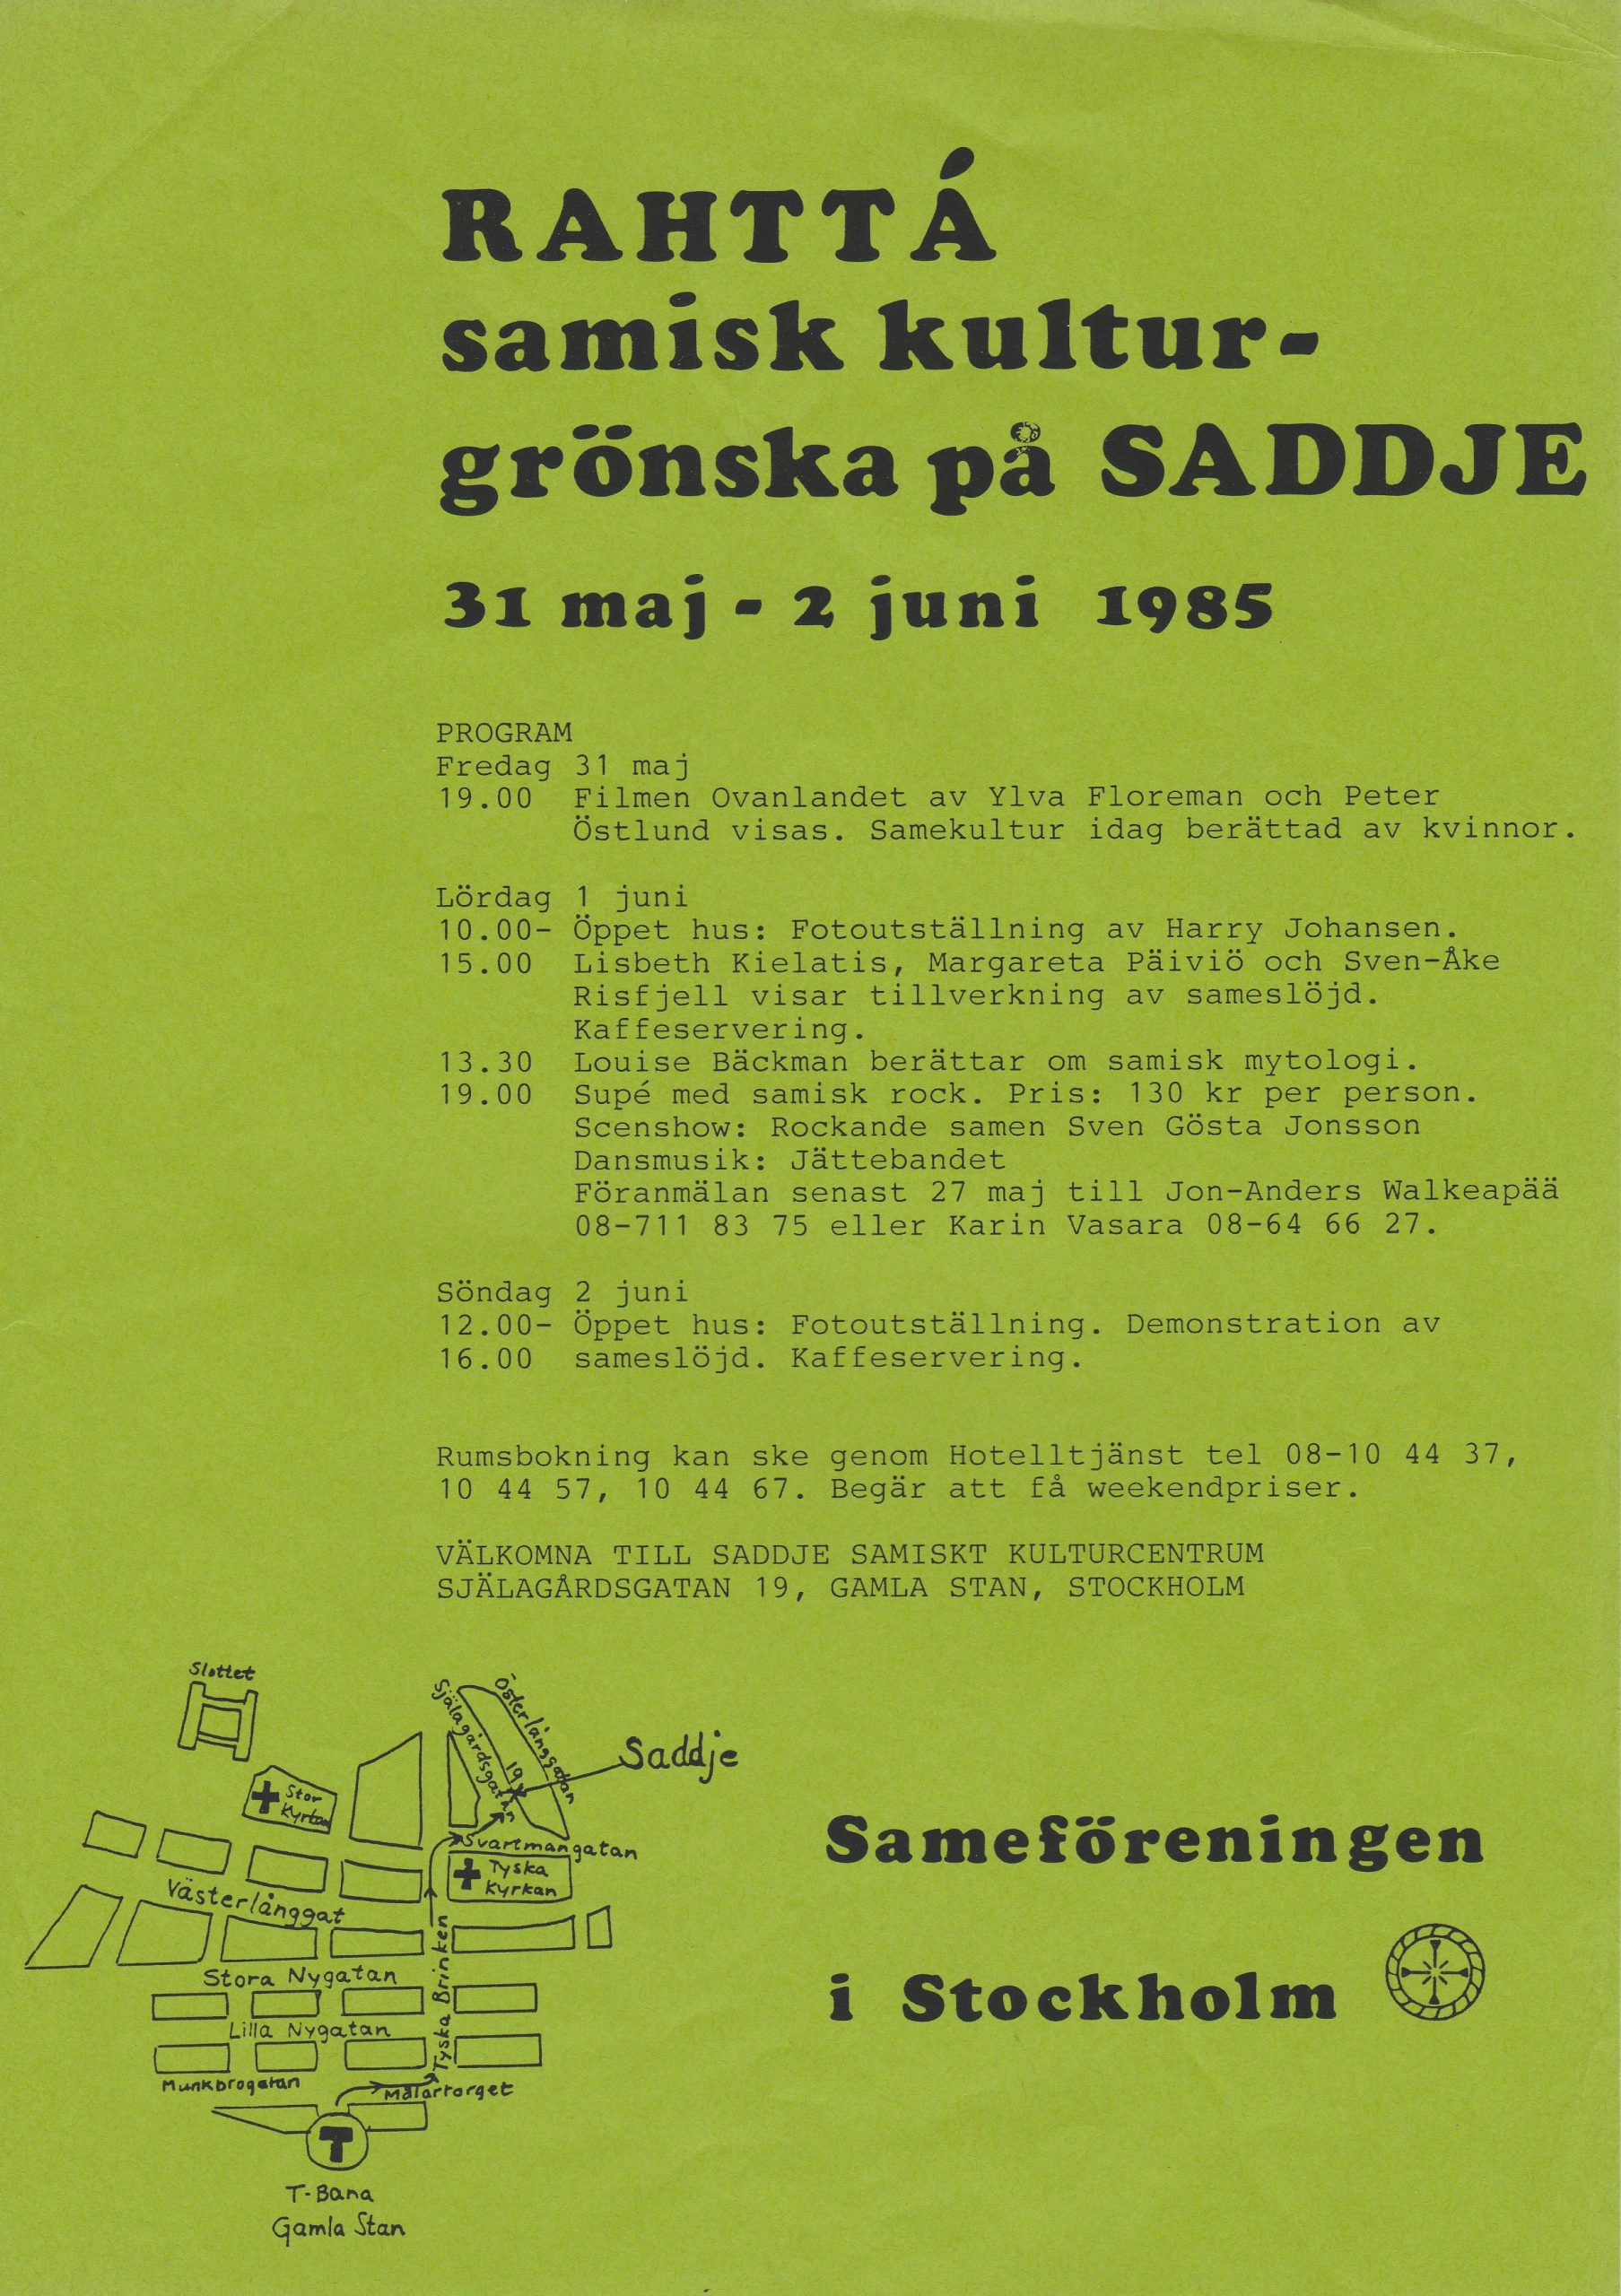 RAHTTÁ
samisk kultur-
grönska på SADDJE
31 maj - 2 juni 1985
PROGRAM
Fredag 31 maj
19.00 Filmen Ovanlandet av Ylva Floreman och Peter
Östlund visas. Samekultur idag berättad av kvinnor.
Lördag 1 juni
10.00- Öppet hus: Fotoutställning av Harry Johansen.
15.00 Lisbeth Kielatis, Margareta Päiviö och Sven-Åke
Risfjell visar tillverkning av sameslöjd.
Kaffeservering.
13.30 Louise Bäckman berättar om samisk mytologi.
19.00 Supé med samisk rock. Pris: 130 kr per person.
Scenshow: Rockande samen Sven Gösta Jonsson
Dansmusik: Jättebandet
Föranmälan senast 27 maj till Jon-Anders Walkeapää
08-711 83 75 eller Karin Vasara 08-64 66 27.
Söndag 2 juni
12.00- Öppet hus: Fotoutställning. Demonstration av
16.00 sameslöjd. Kaffeservering.
Rumsbokning kan ske genom Hotelltjänst tel 08-10 44 37,
10 44 57, 10 44 67. Begär att få weekendpriser.
VÄLKOMNA TILL SADDJE SAMISKT KULTURCENTRUM
SJÄLAGÅRDSGATAN 19, GAMLA STAN, STOCKHOLM
Slottet
Själagårdsgatan
Österlånggatan
19
Saddje
Stor
Kyrkan
Svartmangatan
Tyska
Kyrkan
Västerlånggat
Stora Nygatan
Tyska Brinken
Lilla Nygatan
Munkbrogatan
Mälartorget
T
T-Bana
Gamla Stan
Sameföreningen
i Stockholm